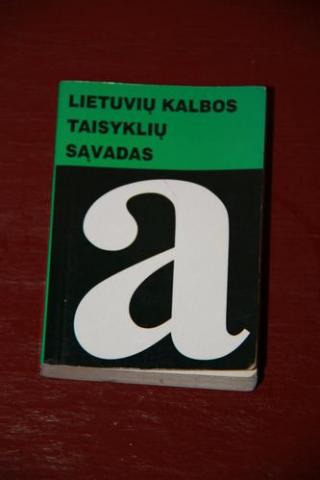 LIETUVIŲ KALBOS
TAISYKLIŲ
SĄVADAS
a